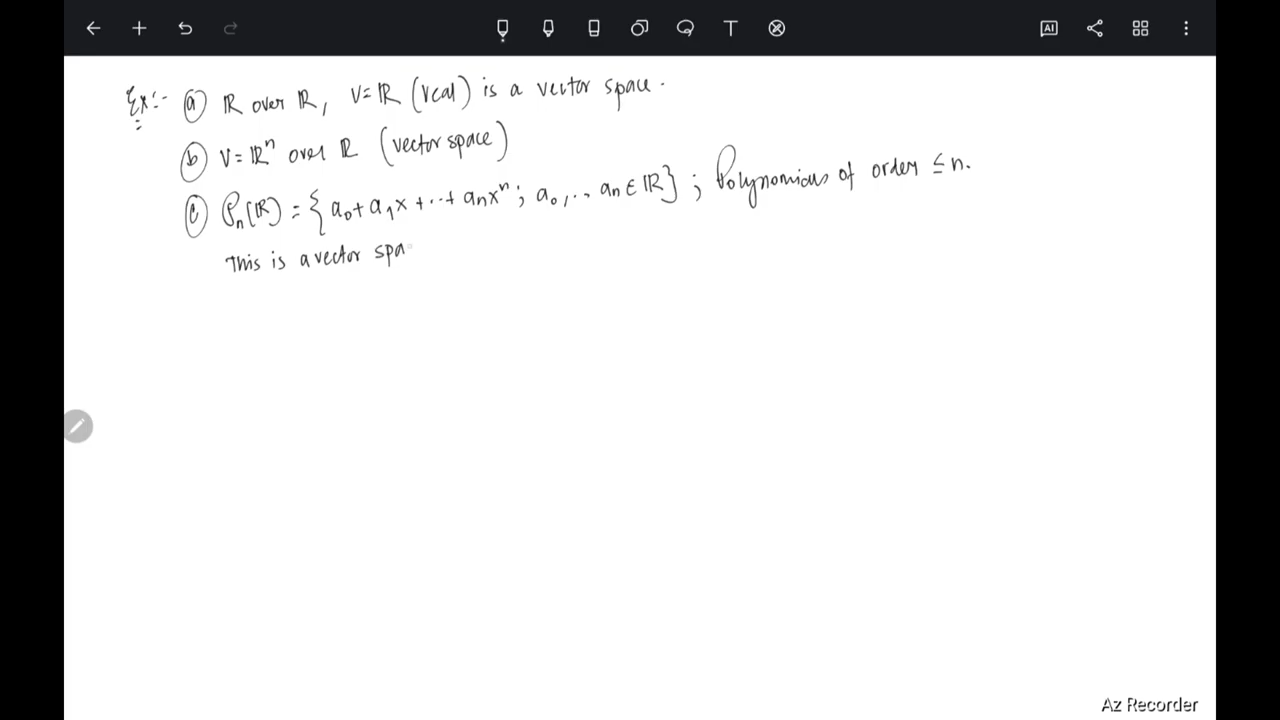 Ex:- (a) ℝ over ℝ, V=ℝ (real) is a vector space.
(b) V=ℝⁿ over ℝ (vector space)
(c) Pₙ(ℝ) = {a₀+a₁x+..+aₙxⁿ; a₀,.. aₙ∈ℝ}; Polynomials of order ≤n.
This is a vector spa
AI
T
Az Recorder